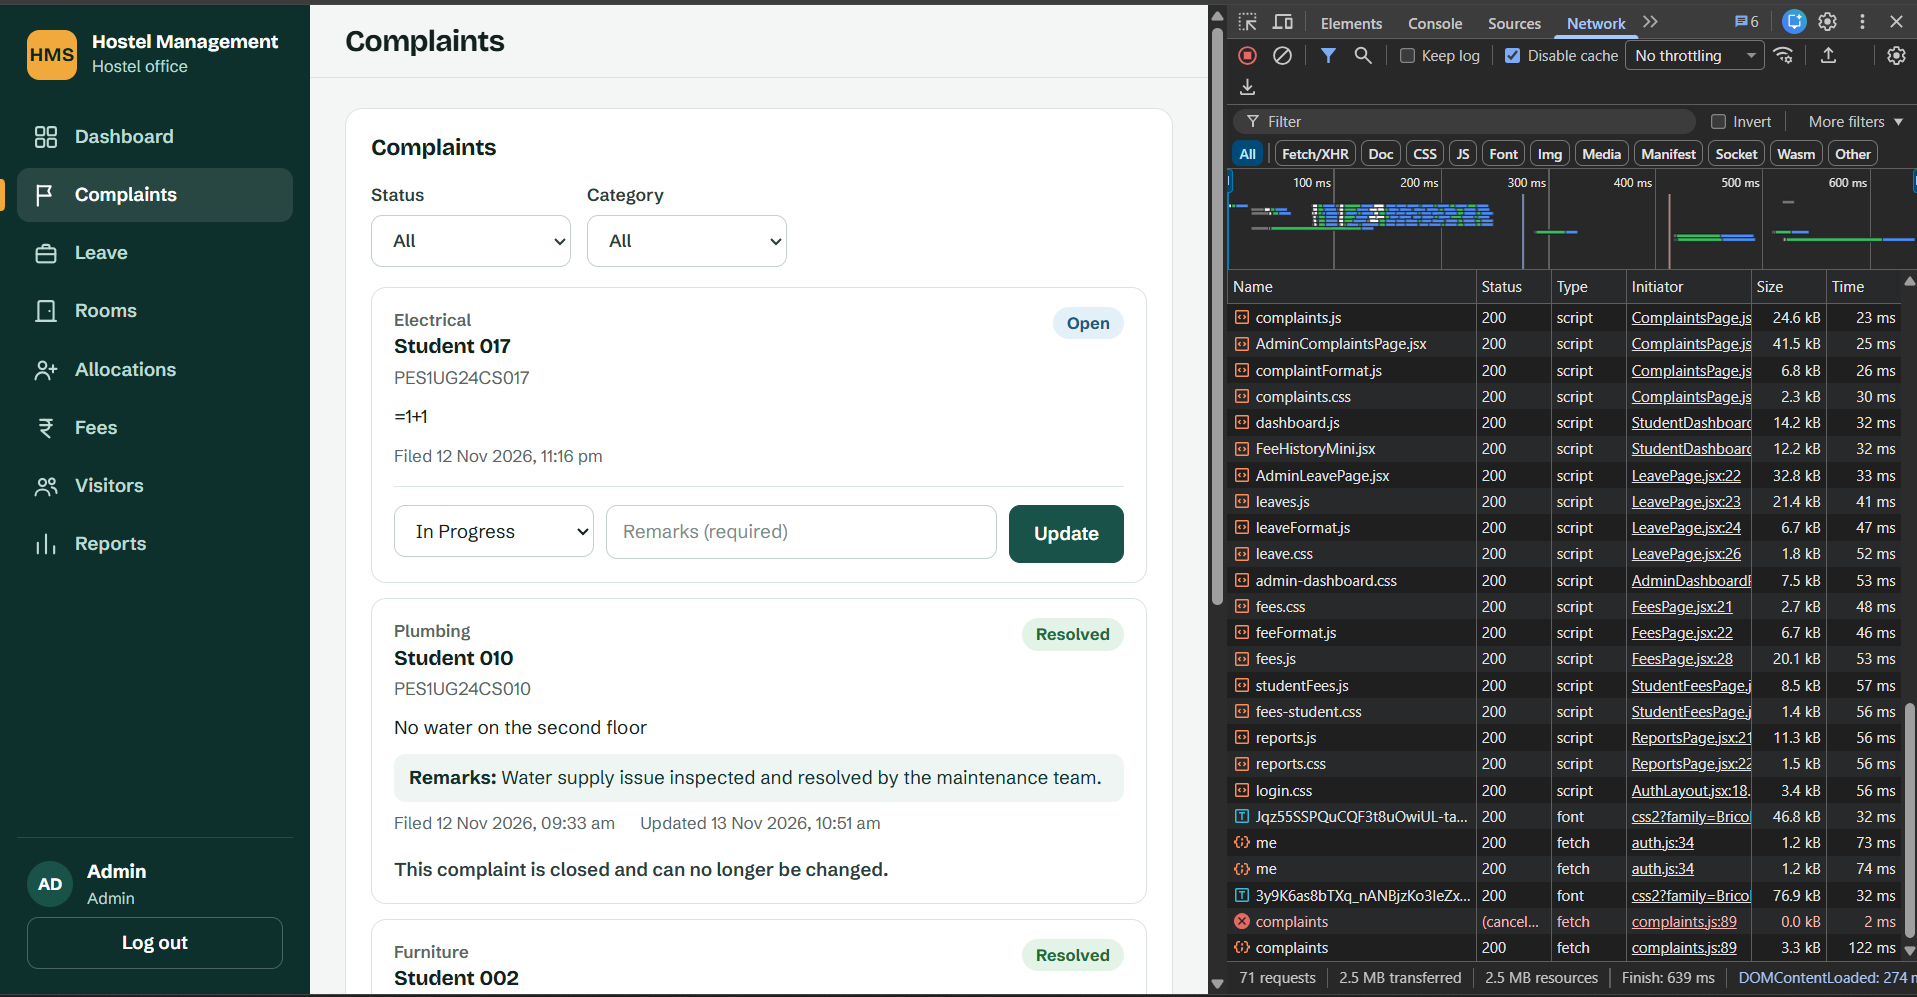 HMS
Hostel Management
Hostel office
Dashboard
Complaints
Leave
Rooms
Allocations
Fees
Visitors
Reports
AD
Admin
Admin
Log out
Complaints
Complaints
Status
Category
All
All
Electrical
Open
Student 017
PES1UG24CS017
=1+1
Filed 12 Nov 2026, 11:16 pm
In Progress
Remarks (required)
Update
Plumbing
Resolved
Student 010
PES1UG24CS010
No water on the second floor
Remarks: Water supply issue inspected and resolved by the maintenance team.
Filed 12 Nov 2026, 09:33 am Updated 13 Nov 2026, 10:51 am
This complaint is closed and can no longer be changed.
Furniture
Resolved
Student 002
Elements Console Sources Network 6
Keep log Disable cache No throttling
Filter Invert More filters
All Fetch/XHR Doc CSS JS Font Img Media Manifest Socket Wasm Other
100 ms 200 ms 300 ms 400 ms 500 ms 600 ms
Name Status Type Initiator Size Time
complaints.js 200 script ComplaintsPage.js 24.6 kB 23 ms
AdminComplaintsPage.jsx 200 script ComplaintsPage.js 41.5 kB 25 ms
complaintFormat.js 200 script ComplaintsPage.js 6.8 kB 26 ms
complaints.css 200 script ComplaintsPage.js 2.3 kB 30 ms
dashboard.js 200 script StudentDashboard 14.2 kB 32 ms
FeeHistoryMini.jsx 200 script StudentDashboard 12.2 kB 32 ms
AdminLeavePage.jsx 200 script LeavePage.jsx:22 32.8 kB 33 ms
leaves.js 200 script LeavePage.jsx:23 21.4 kB 41 ms
leaveFormat.js 200 script LeavePage.jsx:24 6.7 kB 47 ms
leave.css 200 script LeavePage.jsx:26 1.8 kB 52 ms
admin-dashboard.css 200 script AdminDashboardP 7.5 kB 53 ms
fees.css 200 script FeesPage.jsx:21 2.7 kB 48 ms
feeFormat.js 200 script FeesPage.jsx:22 6.7 kB 46 ms
fees.js 200 script FeesPage.jsx:28 20.1 kB 53 ms
studentFees.js 200 script StudentFeesPage.j 8.5 kB 57 ms
fees-student.css 200 script StudentFeesPage.j 1.4 kB 56 ms
reports.js 200 script ReportsPage.jsx:21 11.3 kB 56 ms
reports.css 200 script ReportsPage.jsx:22 1.5 kB 56 ms
login.css 200 script AuthLayout.jsx:18. 3.4 kB 56 ms
Jqz55SSPQuCQF3t8uOwiUL-ta... 200 font css2?family=Brico 46.8 kB 32 ms
me 200 fetch auth.js:34 1.2 kB 73 ms
me 200 fetch auth.js:34 1.2 kB 74 ms
3y9K6as8bTXq_nANBjzKo3IeZx... 200 font css2?family=Brico 76.9 kB 32 ms
complaints (cancel... fetch complaints.js:89 0.0 kB 2 ms
complaints 200 fetch complaints.js:89 3.3 kB 122 ms
71 requests 2.5 MB transferred 2.5 MB resources Finish: 639 ms DOMContentLoaded: 274 m